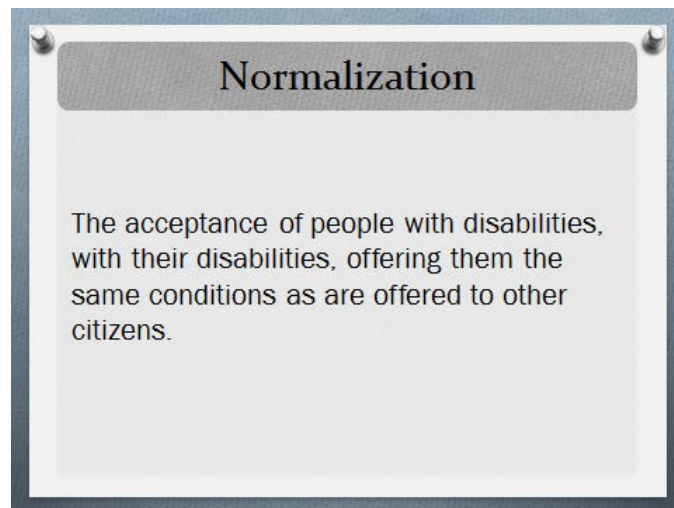 Normalization
The acceptance of people with disabilities,
with their disabilities, offering them the
same conditions as are offered to other
citizens.